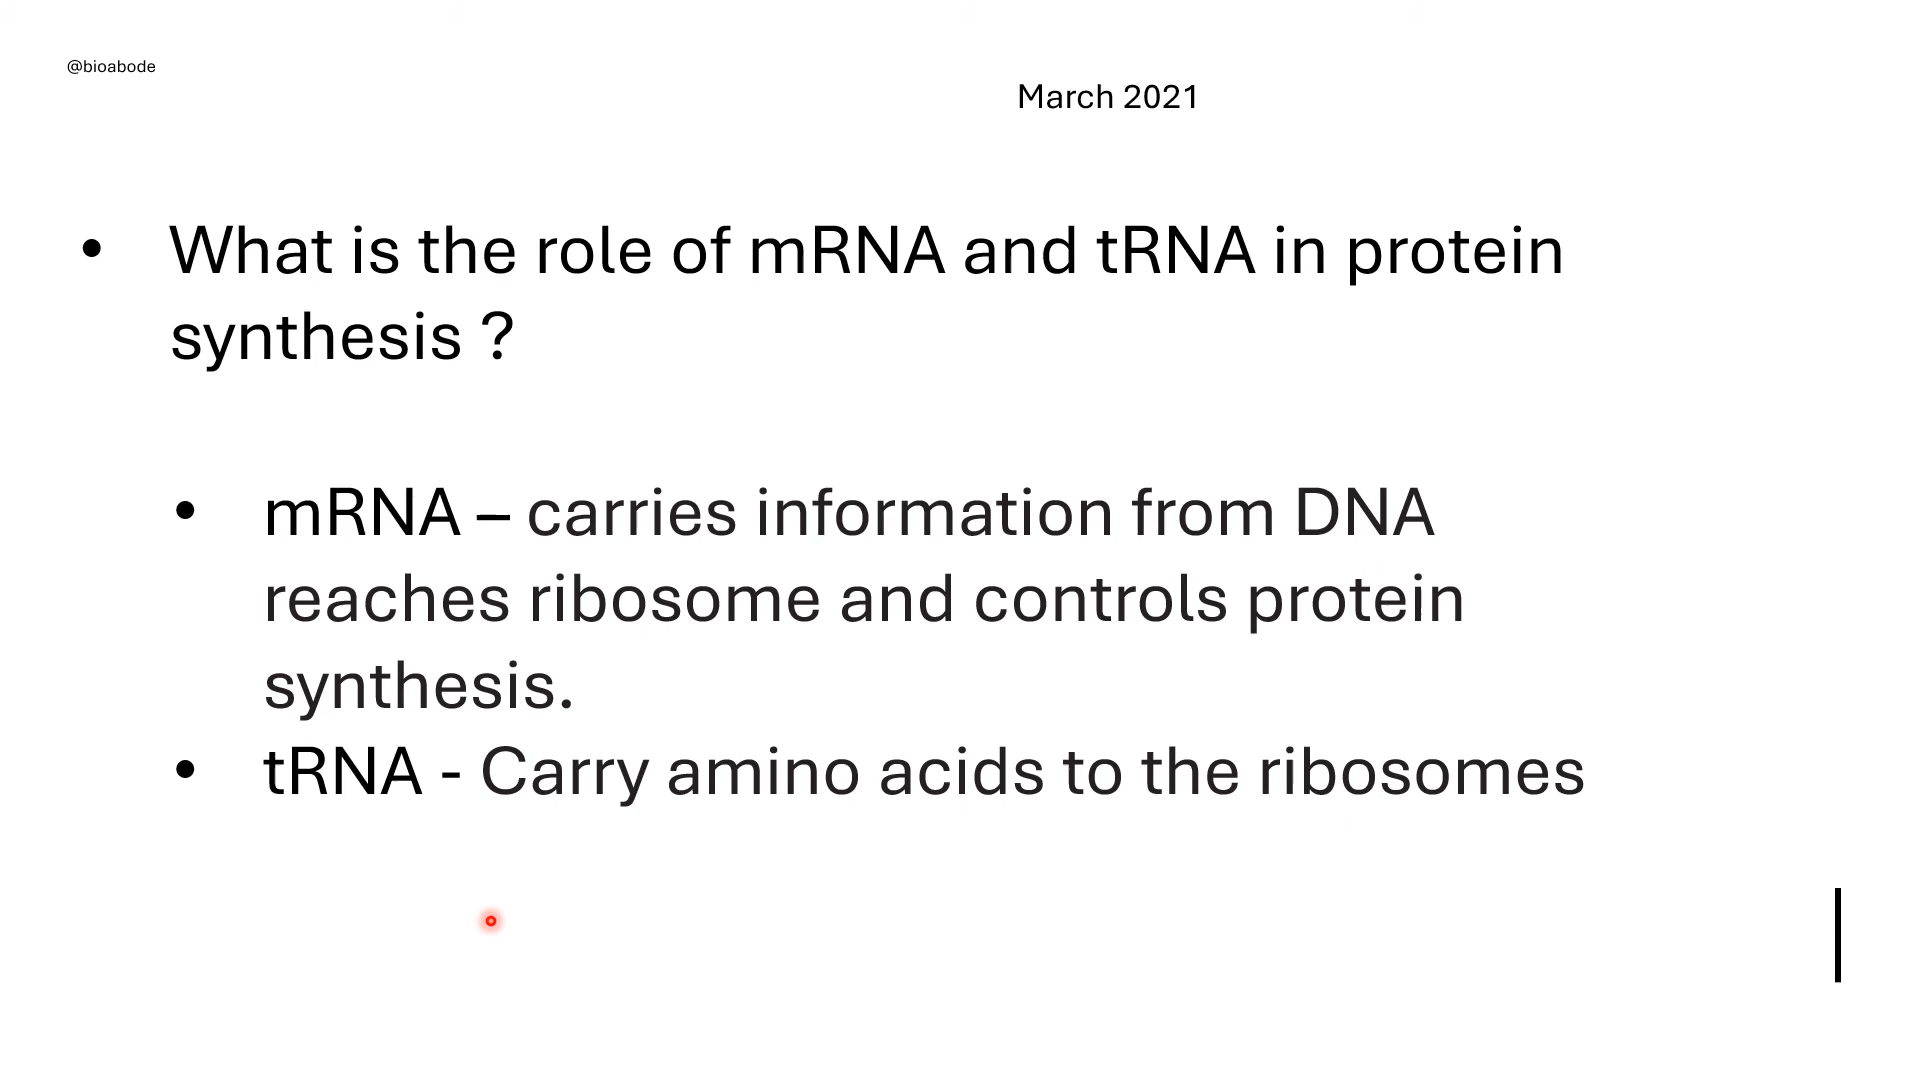 @bioabode
March 2021
• What is the role of mRNA and tRNA in protein
synthesis ?
• mRNA – carries information from DNA
reaches ribosome and controls protein
synthesis.
• tRNA - Carry amino acids to the ribosomes